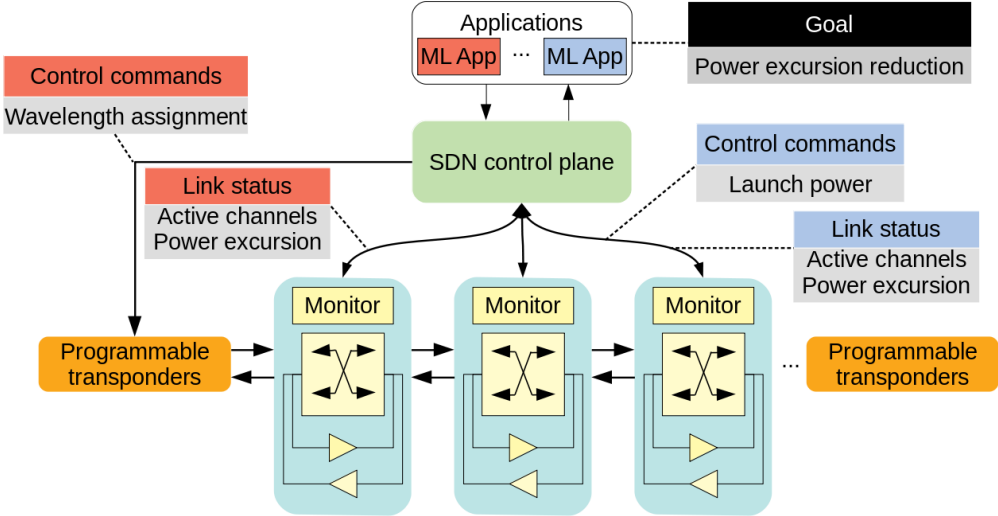 Applications
ML App ... ML App
Goal
Power excursion reduction
Control commands
Wavelength assignment
SDN control plane
Control commands
Launch power
Link status
Active channels
Power excursion
Link status
Active channels
Power excursion
Monitor
Monitor
Monitor
Programmable
transponders
...
Programmable
transponders